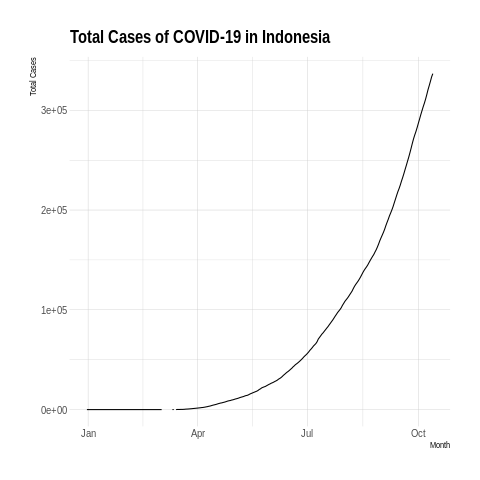 Total Cases of COVID-19 in Indonesia
Total Cases
3e+05
2e+05
1e+05
0e+00
Jan Apr Jul Oct
Month